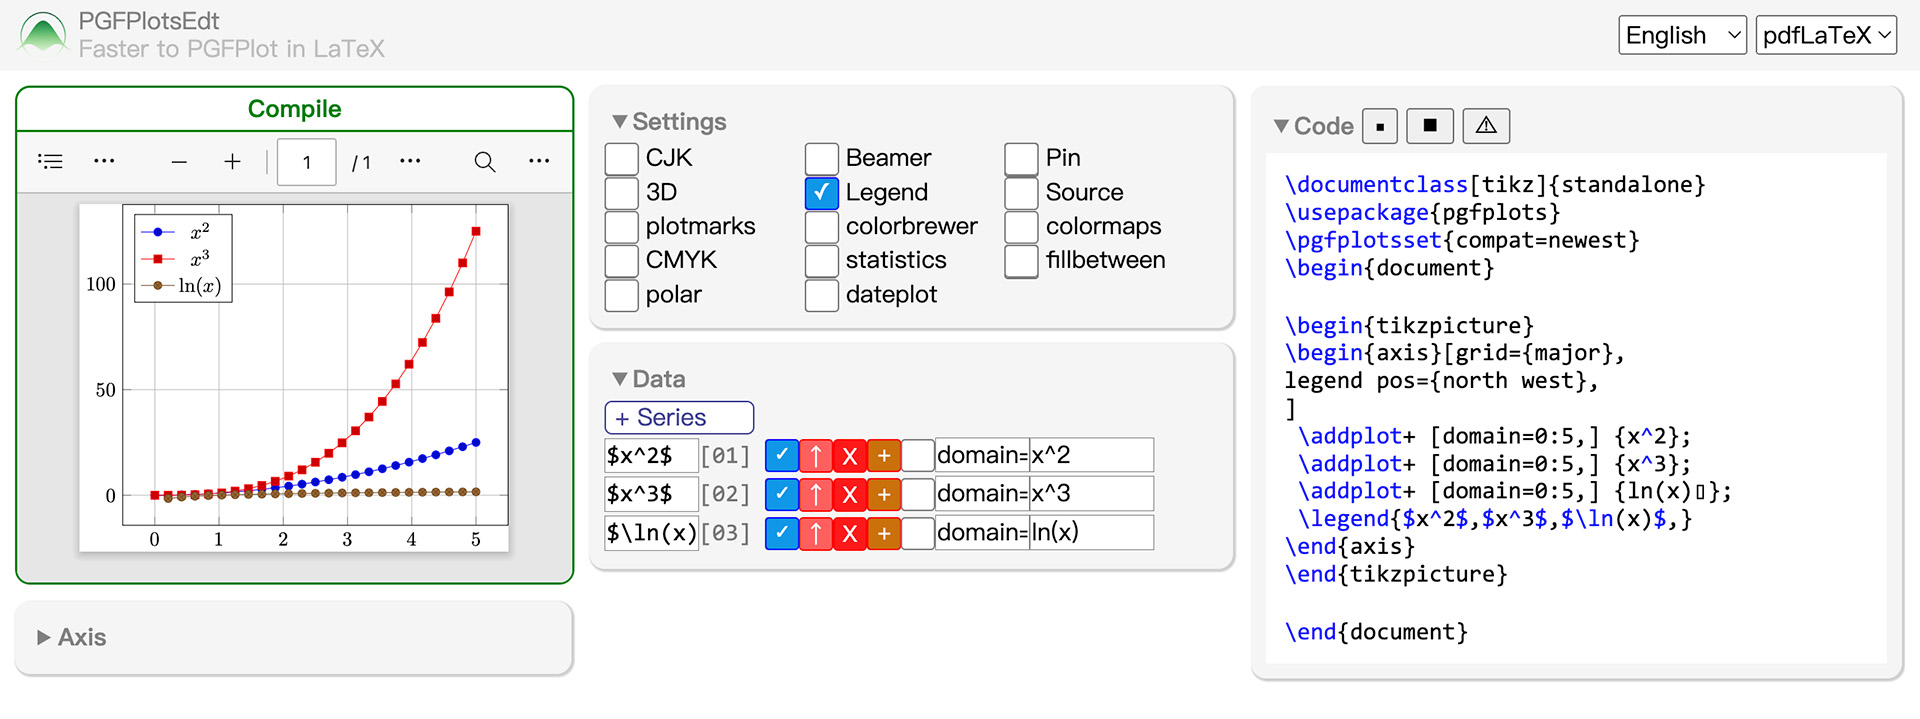 PGFPlotsEdt
Faster to PGFPlot in LaTeX
English
pdfLaTeX
Compile
1 / 1
x²
x³
ln(x)
100
50
0
0 1 2 3 4 5
▶ Axis
▼ Settings
CJK Beamer Pin
3D Legend Source
plotmarks colorbrewer colormaps
CMYK statistics fillbetween
polar dateplot
▼ Data
+ Series
$x^2$ [01] ✓ ↑ X + domain= x^2
$x^3$ [02] ✓ ↑ X + domain= x^3
$\ln(x) [03] ✓ ↑ X + domain= ln(x)
▼ Code
\documentclass[tikz]{standalone}
\usepackage{pgfplots}
\pgfplotsset{compat=newest}
\begin{document}
\begin{tikzpicture}
\begin{axis}[grid={major},
legend pos={north west},
]
\addplot+ [domain=0:5,] {x^2};
\addplot+ [domain=0:5,] {x^3};
\addplot+ [domain=0:5,] {ln(x)▯};
\legend{$x^2$,$x^3$,$\ln(x)$,}
\end{axis}
\end{tikzpicture}
\end{document}